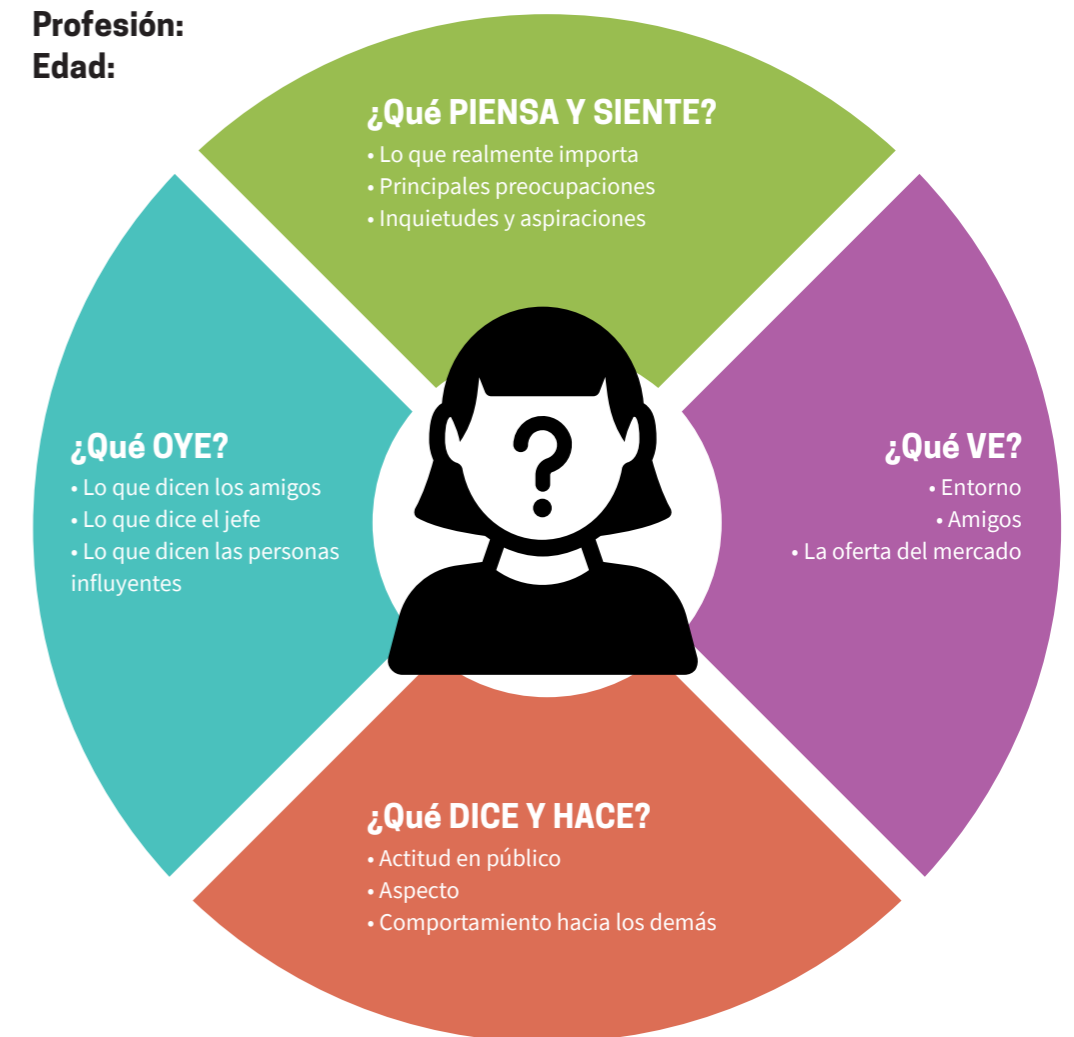 Profesión:
Edad:
¿Qué PIENSA Y SIENTE?
• Lo que realmente importa
• Principales preocupaciones
• Inquietudes y aspiraciones
¿Qué OYE?
• Lo que dicen los amigos
• Lo que dice el jefe
• Lo que dicen las personas
influyentes
¿Qué VE?
• Entorno
• Amigos
• La oferta del mercado
?
¿Qué DICE Y HACE?
• Actitud en público
• Aspecto
• Comportamiento hacia los demás